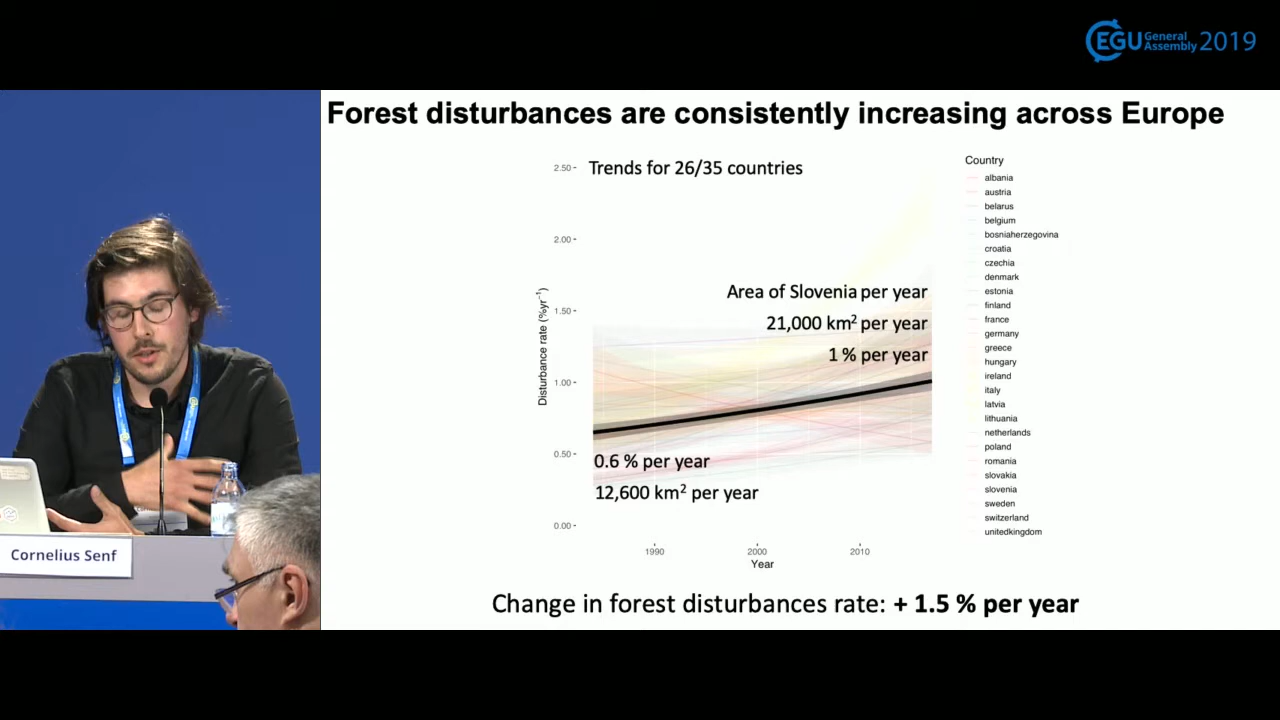 EGU General Assembly 2019
Forest disturbances are consistently increasing across Europe
Trends for 26/35 countries
2.50
2.00
1.50
1.00
0.50
0.00
Disturbance rate (%yr⁻¹)
Area of Slovenia per year
21,000 km² per year
1 % per year
0.6 % per year
12,600 km² per year
1990
2000
2010
Year
Country
albania
austria
belarus
belgium
bosniaherzegovina
croatia
czechia
denmark
estonia
finland
france
germany
greece
hungary
ireland
italy
latvia
lithuania
netherlands
poland
romania
slovakia
slovenia
sweden
switzerland
unitedkingdom
Change in forest disturbances rate: + 1.5 % per year
Cornelius Senf